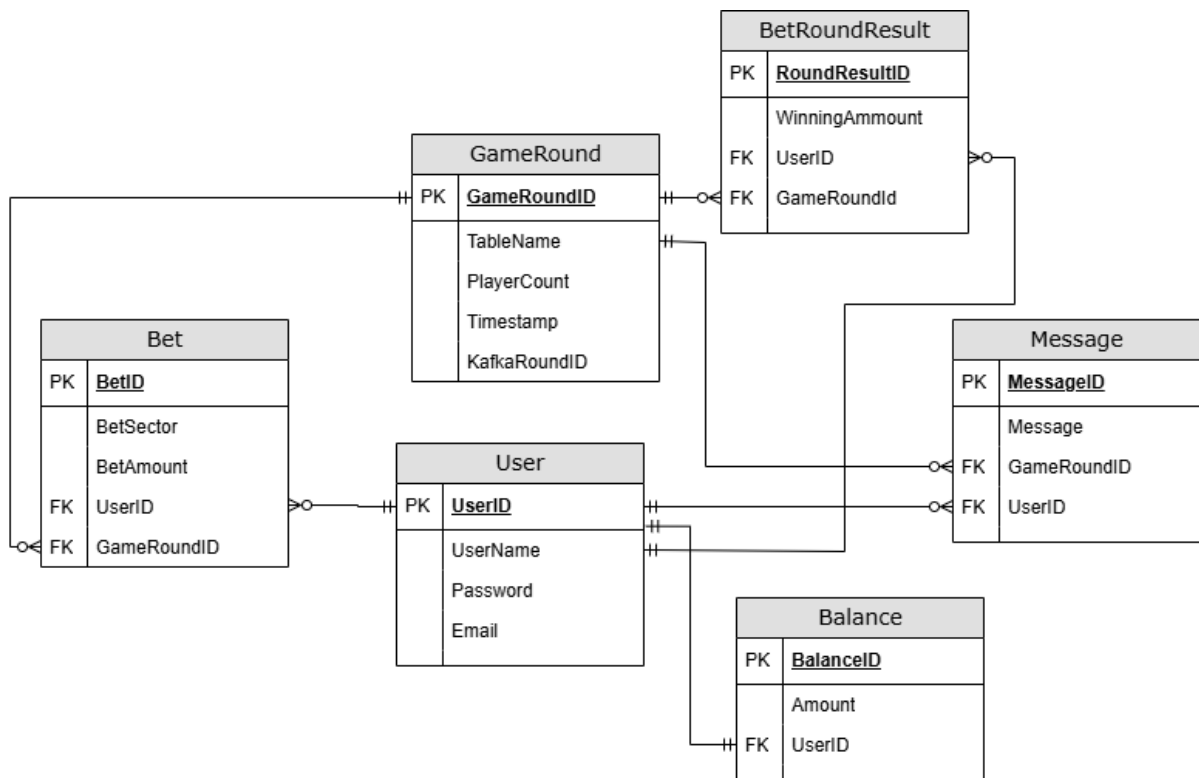 BetRoundResult
PK RoundResultID
WinningAmmount
FK UserID
FK GameRoundId
GameRound
PK GameRoundID
TableName
PlayerCount
Timestamp
KafkaRoundID
Bet
PK BetID
BetSector
BetAmount
FK UserID
FK GameRoundID
User
PK UserID
UserName
Password
Email
Message
PK MessageID
Message
FK GameRoundID
FK UserID
Balance
PK BalanceID
Amount
FK UserID